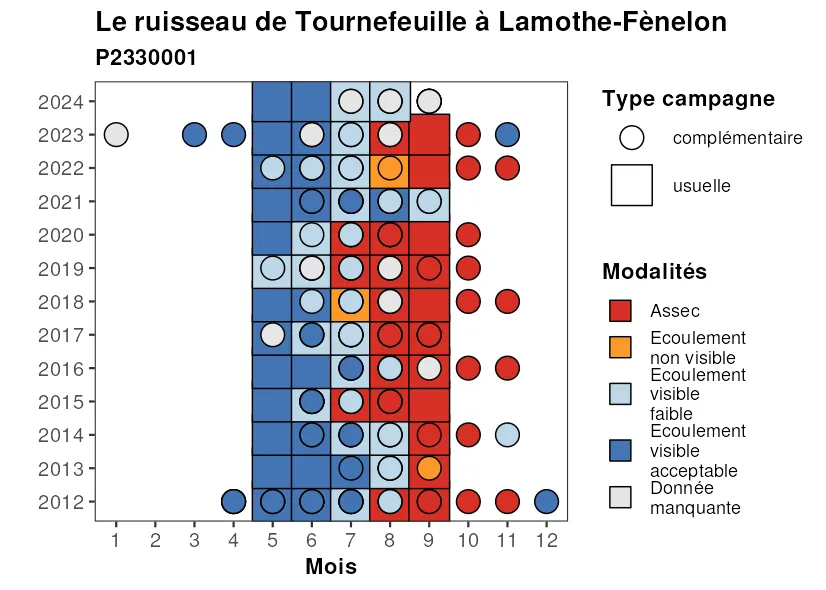 Le ruisseau de Tournefeuille à Lamothe-Fènelon
P2330001
2024
2023
2022
2021
2020
2019
2018
2017
2016
2015
2014
2013
2012
1 2 3 4 5 6 7 8 9 10 11 12
Mois
Type campagne
complémentaire
usuelle
Modalités
Assec
Ecoulement
non visible
Ecoulement
visible
faible
Ecoulement
visible
acceptable
Donnée
manquante